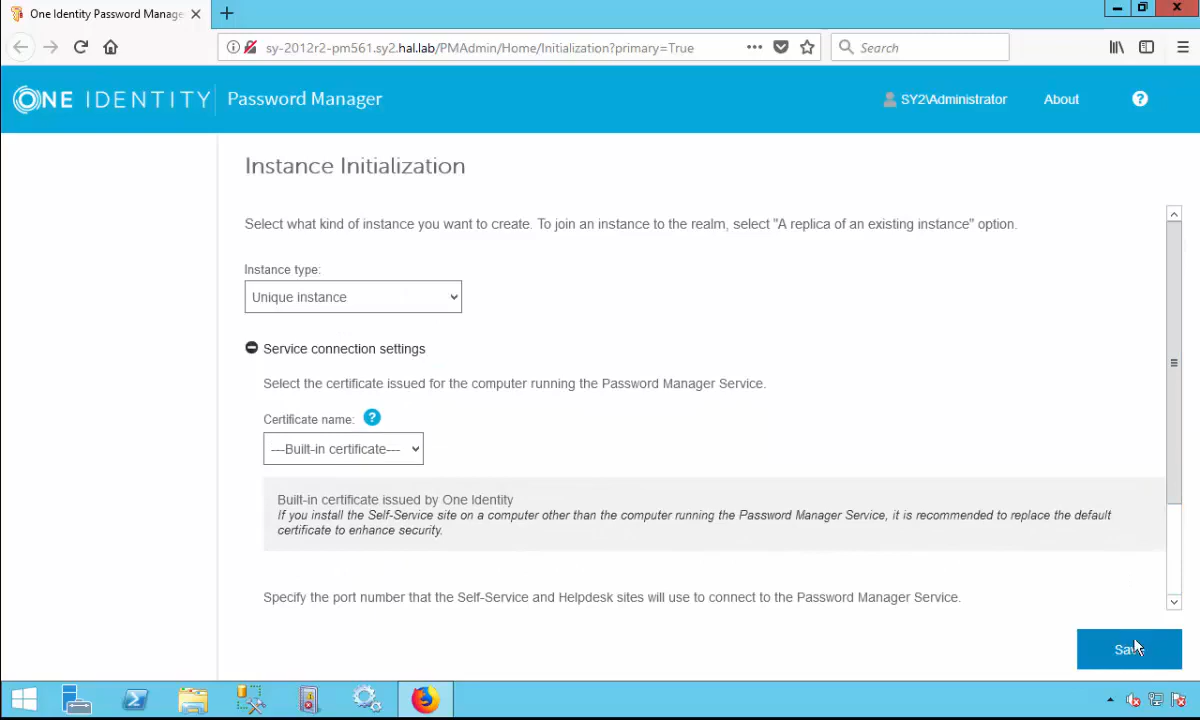 One Identity Password Manage
sy-2012r2-pm561.sy2.hal.lab/PMAdmin/Home/Initialization?primary=True
Search
ONE IDENTITY
Password Manager
SY2\Administrator
About
?
Instance Initialization
Select what kind of instance you want to create. To join an instance to the realm, select "A replica of an existing instance" option.
Instance type:
Unique instance
Service connection settings
Select the certificate issued for the computer running the Password Manager Service.
Certificate name:
?
---Built-in certificate---
Built-in certificate issued by One Identity
If you install the Self-Service site on a computer other than the computer running the Password Manager Service, it is recommended to replace the default
certificate to enhance security.
Specify the port number that the Self-Service and Helpdesk sites will use to connect to the Password Manager Service.
Save